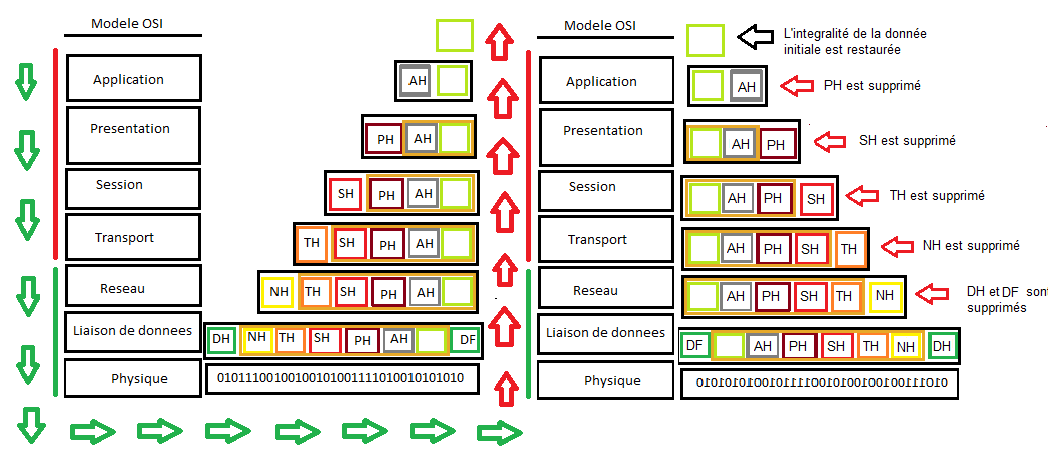 Modele OSI
Application
AH
Presentation
PH AH
Session
SH PH AH
Transport
TH SH PH AH
Reseau
NH TH SH PH AH
Liaison de donnees
DH NH TH SH PH AH DF
Physique
0101110010010010100111101001010101010
Modele OSI
L'integralité de la donnée
initiale est restaurée
Application
AH
PH est supprimé
Presentation
AH PH
SH est supprimé
Session
AH PH SH
TH est supprimé
Transport
AH PH SH TH
NH est supprimé
Reseau
AH PH SH TH NH
DH et DF sont
supprimés
Liaison de donnees
DF AH PH SH TH NH DH
Physique
0101010101001011110010100100100111010